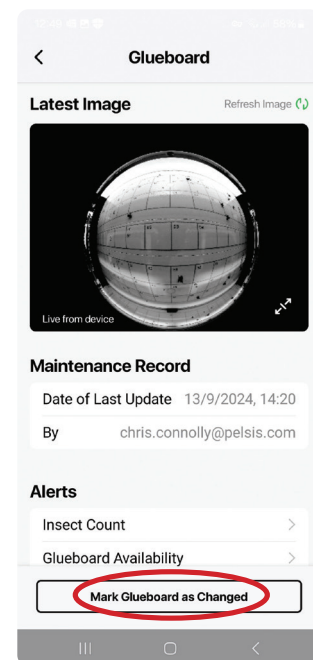 Glueboard
Latest Image
Refresh Image
Live from device
Maintenance Record
Date of Last Update 13/9/2024, 14:20
By chris.connolly@pelsis.com
Alerts
Insect Count
Glueboard Availability
Mark Glueboard as Changed